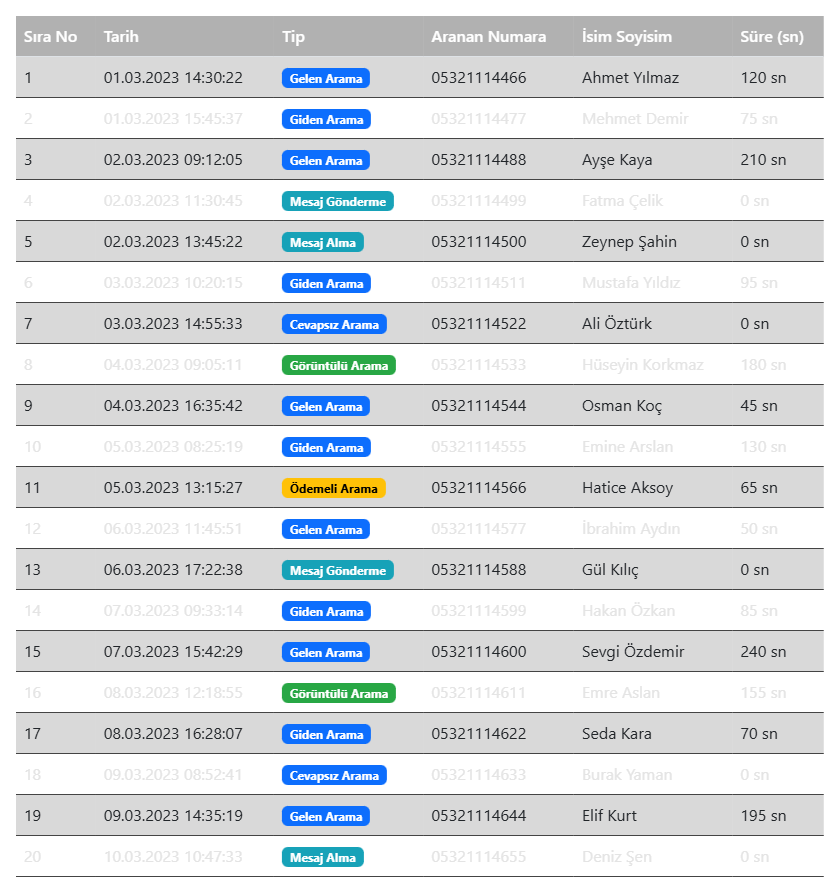 Sıra No Tarih Tip Aranan Numara İsim Soyisim Süre (sn)
1 01.03.2023 14:30:22 Gelen Arama 05321114466 Ahmet Yılmaz 120 sn
2 01.03.2023 15:45:37 Giden Arama 05321114477 Mehmet Demir 75 sn
3 02.03.2023 09:12:05 Gelen Arama 05321114488 Ayşe Kaya 210 sn
4 02.03.2023 11:30:45 Mesaj Gönderme 05321114499 Fatma Çelik 0 sn
5 02.03.2023 13:45:22 Mesaj Alma 05321114500 Zeynep Şahin 0 sn
6 03.03.2023 10:20:15 Giden Arama 05321114511 Mustafa Yıldız 95 sn
7 03.03.2023 14:55:33 Cevapsız Arama 05321114522 Ali Öztürk 0 sn
8 04.03.2023 09:05:11 Görüntülü Arama 05321114533 Hüseyin Korkmaz 180 sn
9 04.03.2023 16:35:42 Gelen Arama 05321114544 Osman Koç 45 sn
10 05.03.2023 08:25:19 Giden Arama 05321114555 Emine Arslan 130 sn
11 05.03.2023 13:15:27 Ödemeli Arama 05321114566 Hatice Aksoy 65 sn
12 06.03.2023 11:45:51 Gelen Arama 05321114577 İbrahim Aydın 50 sn
13 06.03.2023 17:22:38 Mesaj Gönderme 05321114588 Gül Kılıç 0 sn
14 07.03.2023 09:33:14 Giden Arama 05321114599 Hakan Özkan 85 sn
15 07.03.2023 15:42:29 Gelen Arama 05321114600 Sevgi Özdemir 240 sn
16 08.03.2023 12:18:55 Görüntülü Arama 05321114611 Emre Aslan 155 sn
17 08.03.2023 16:28:07 Giden Arama 05321114622 Seda Kara 70 sn
18 09.03.2023 08:52:41 Cevapsız Arama 05321114633 Burak Yaman 0 sn
19 09.03.2023 14:35:19 Gelen Arama 05321114644 Elif Kurt 195 sn
20 10.03.2023 10:47:33 Mesaj Alma 05321114655 Deniz Şen 0 sn